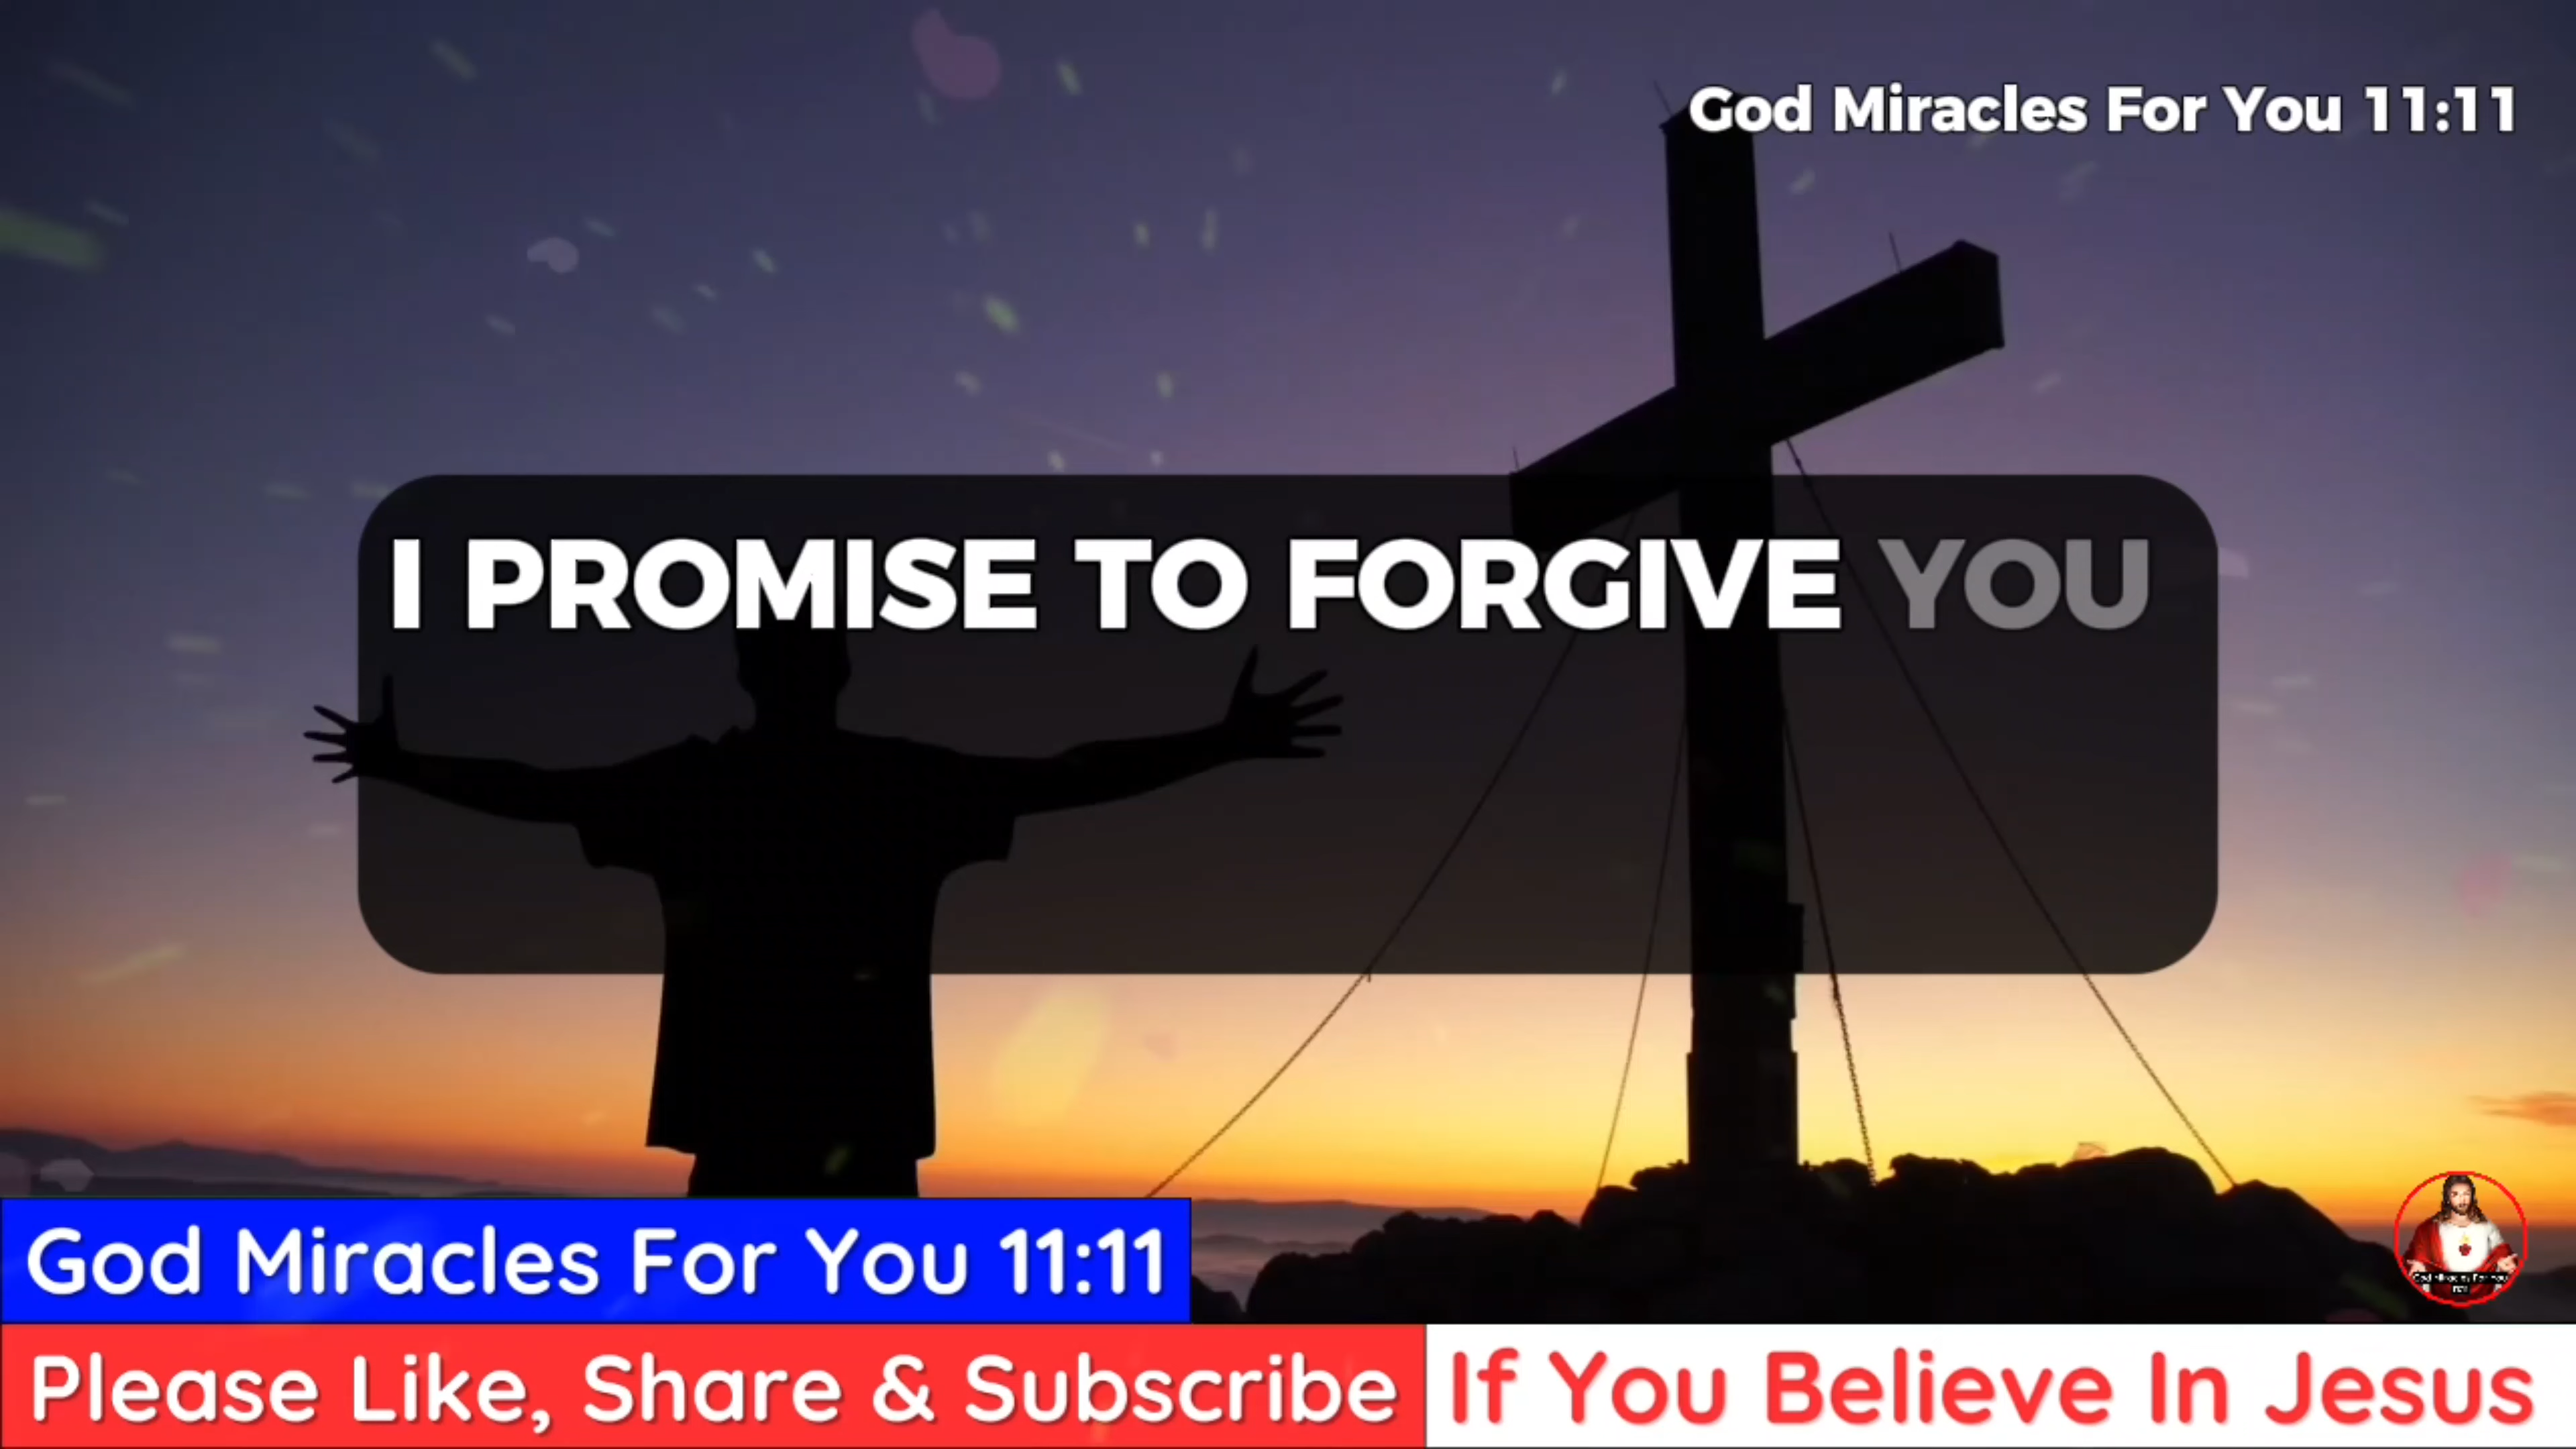 God Miracles For You 11:11
I PROMISE TO FORGIVE YOU
God Miracles For You 11:11
Please Like, Share & Subscribe
If You Believe In Jesus